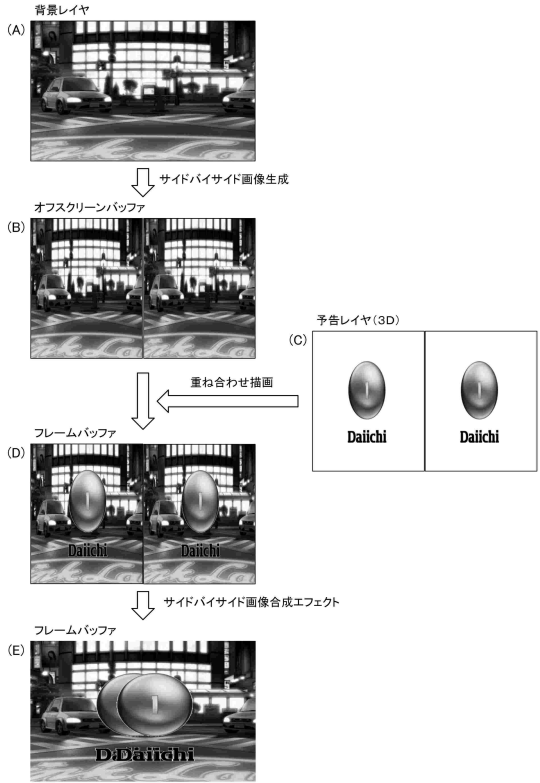 背景レイヤ
(A)
サイドバイサイド画像生成
オフスクリーンバッファ
(B)
予告レイヤ(3D)
(C)
Daiichi
Daiichi
重ね合わせ描画
フレームバッファ
(D)
Daiichi
Daiichi
サイドバイサイド画像合成エフェクト
フレームバッファ
(E)
DDaiichi